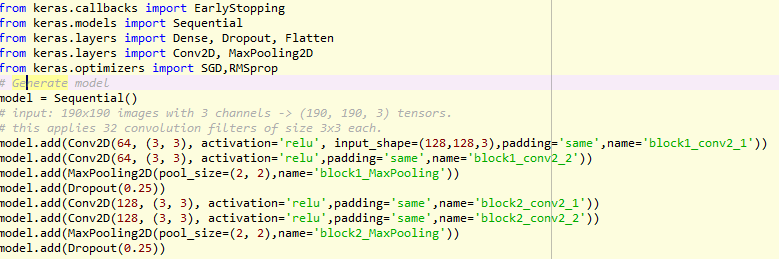 from keras.callbacks import EarlyStopping
from keras.models import Sequential
from keras.layers import Dense, Dropout, Flatten
from keras.layers import Conv2D, MaxPooling2D
from keras.optimizers import SGD,RMSprop
# Generate model
model = Sequential()
# input: 190x190 images with 3 channels -> (190, 190, 3) tensors.
# this applies 32 convolution filters of size 3x3 each.
model.add(Conv2D(64, (3, 3), activation='relu', input_shape=(128,128,3),padding='same',name='block1_conv2_1'))
model.add(Conv2D(64, (3, 3), activation='relu',padding='same',name='block1_conv2_2'))
model.add(MaxPooling2D(pool_size=(2, 2),name='block1_MaxPooling'))
model.add(Dropout(0.25))
model.add(Conv2D(128, (3, 3), activation='relu',padding='same',name='block2_conv2_1'))
model.add(Conv2D(128, (3, 3), activation='relu',padding='same',name='block2_conv2_2'))
model.add(MaxPooling2D(pool_size=(2, 2),name='block2_MaxPooling'))
model.add(Dropout(0.25))